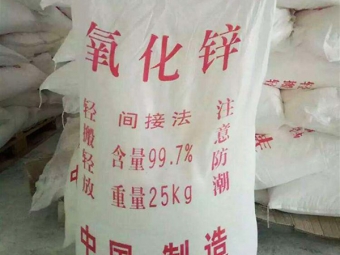 氧化锌
间接法
含量99.7%
重量25kg
轻搬轻放
注意防潮
中国 制造